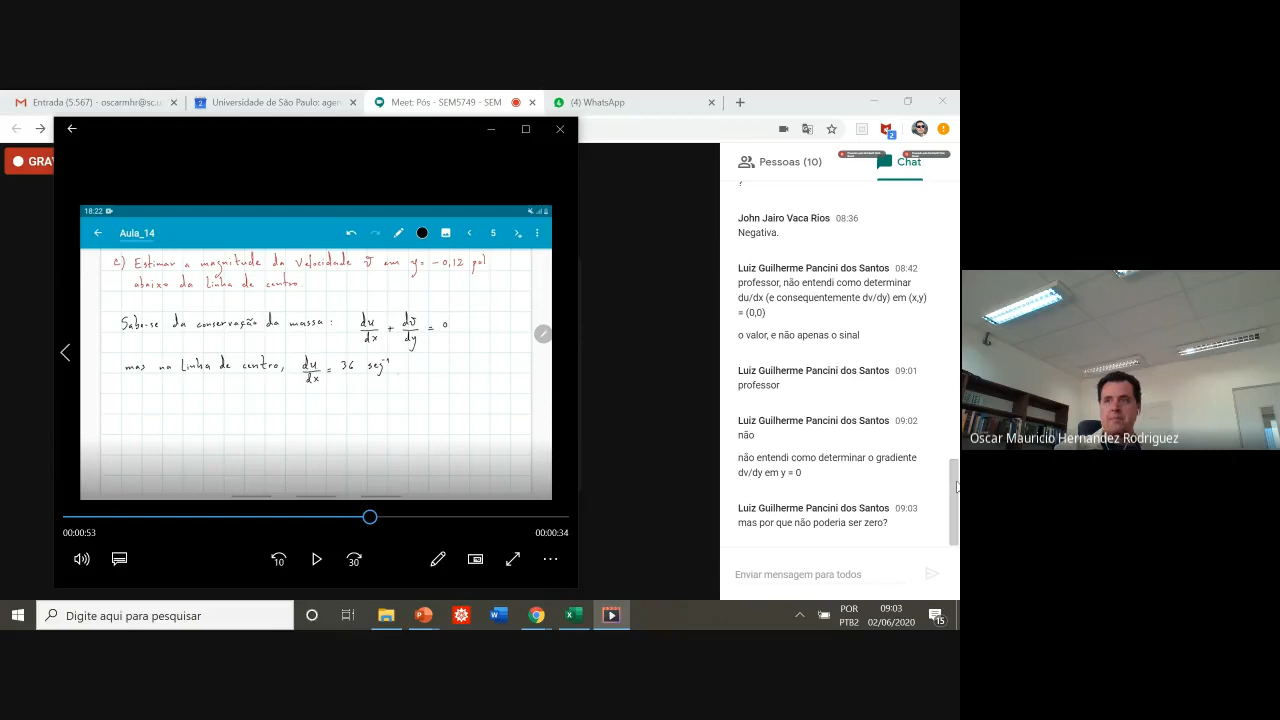 Entrada (5.567) - oscarmhr@sc.u
Universidade de São Paulo: agen
Meet: Pós - SEM5749 - SEM
(4) WhatsApp
GRAV
Pessoas (10)
Chat
?
John Jairo Vaca Rios 08:36
Negativa.
Luiz Guilherme Pancini dos Santos 08:42
professor, não entendi como determinar
du/dx (e consequentemente dv/dy) em (x,y)
= (0,0)
o valor, e não apenas o sinal
Luiz Guilherme Pancini dos Santos 09:01
professor
Luiz Guilherme Pancini dos Santos 09:02
não
não entendi como determinar o gradiente
dv/dy em y = 0
Luiz Guilherme Pancini dos Santos 09:03
mas por que não poderia ser zero?
Enviar mensagem para todos
18:22
Aula_14
5
c) Estimar a magnitude da velocidade v em y = -0,12 pol
abaixo da linha de centro
Sabe-se da conservação da massa: du/dx + dv/dy = 0
mas na linha de centro, du/dx = 36 seg⁻¹
00:00:53
00:00:34
10
30
Oscar Mauricio Hernandez Rodriguez
Digite aqui para pesquisar
POR
PTB2
09:03
02/06/2020
15